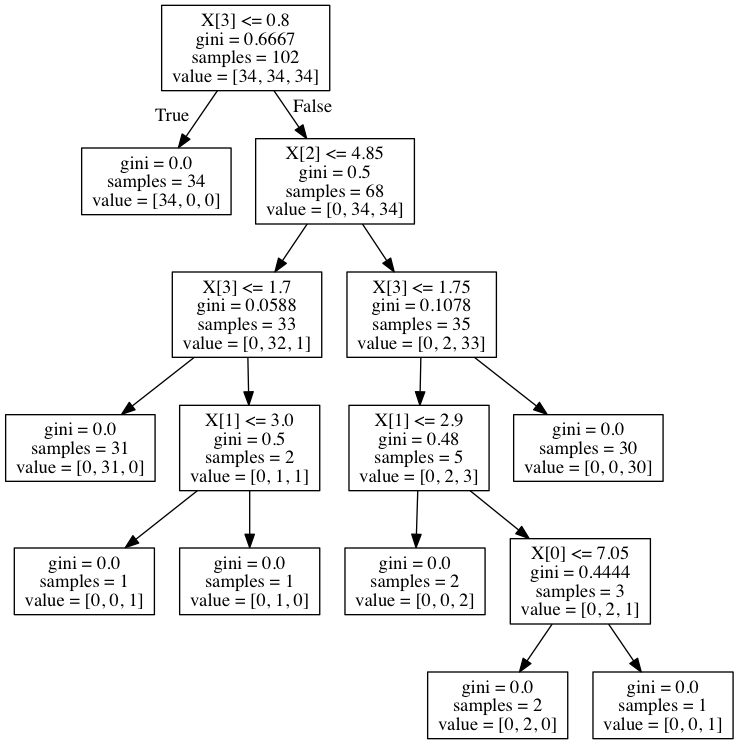 X[3] <= 0.8
gini = 0.6667
samples = 102
value = [34, 34, 34]
True
False
gini = 0.0
samples = 34
value = [34, 0, 0]
X[2] <= 4.85
gini = 0.5
samples = 68
value = [0, 34, 34]
X[3] <= 1.7
gini = 0.0588
samples = 33
value = [0, 32, 1]
X[3] <= 1.75
gini = 0.1078
samples = 35
value = [0, 2, 33]
gini = 0.0
samples = 31
value = [0, 31, 0]
X[1] <= 3.0
gini = 0.5
samples = 2
value = [0, 1, 1]
X[1] <= 2.9
gini = 0.48
samples = 5
value = [0, 2, 3]
gini = 0.0
samples = 30
value = [0, 0, 30]
gini = 0.0
samples = 1
value = [0, 0, 1]
gini = 0.0
samples = 1
value = [0, 1, 0]
gini = 0.0
samples = 2
value = [0, 0, 2]
X[0] <= 7.05
gini = 0.4444
samples = 3
value = [0, 2, 1]
gini = 0.0
samples = 2
value = [0, 2, 0]
gini = 0.0
samples = 1
value = [0, 0, 1]